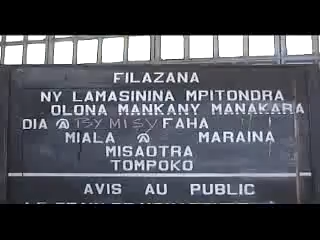 FILAZANA
NY LAMASININA MPITONDRA
OLONA MANKANY MANAKARA
DIA @ TSY MISY FAHA
MIALA @ MARAINA
MISAOTRA
TOMPOKO
AVIS AU PUBLIC